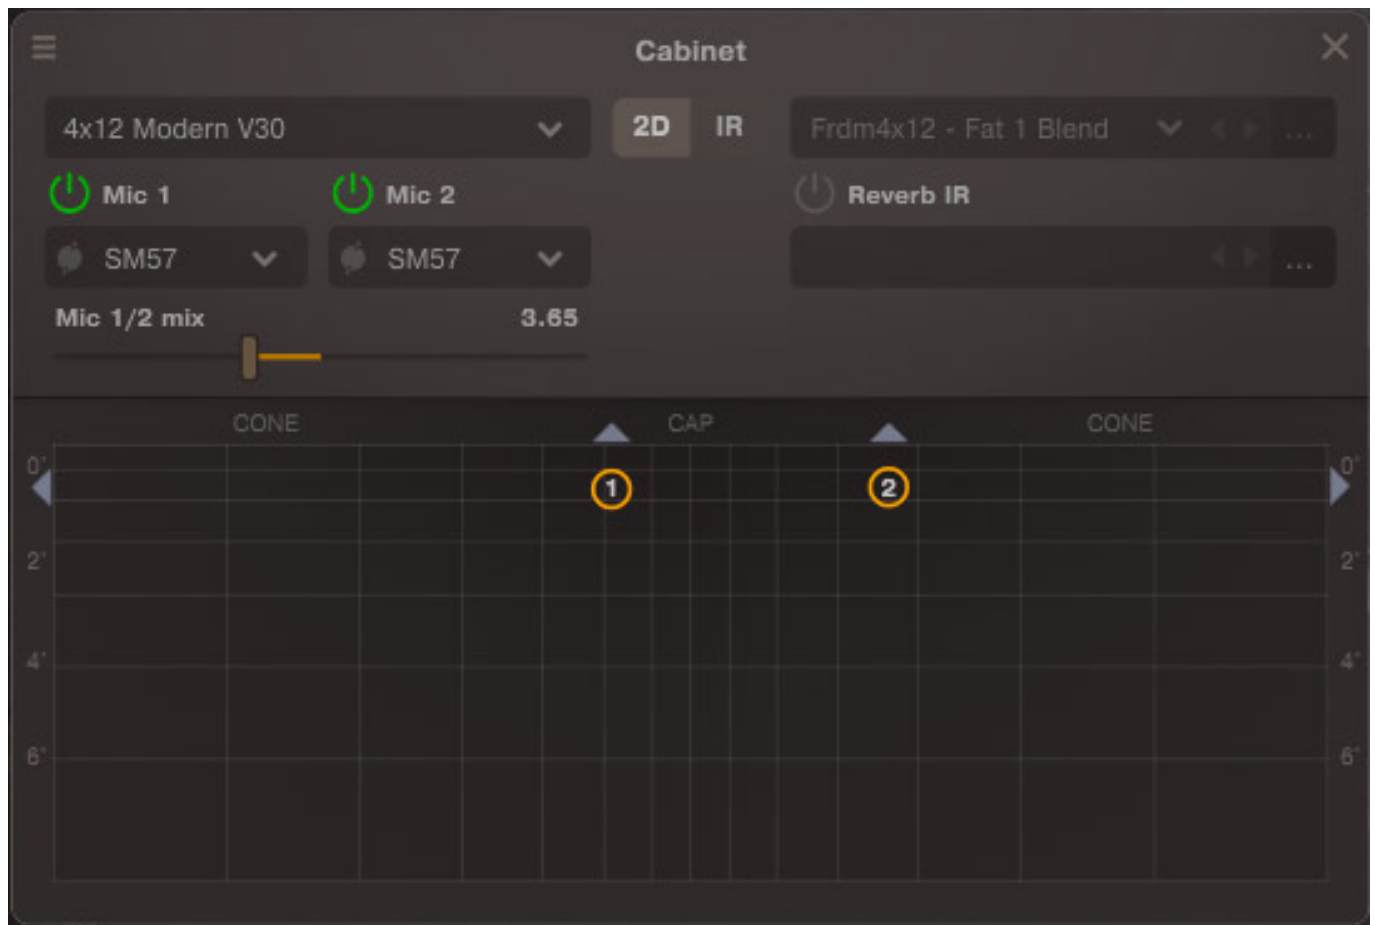 Cabinet
4x12 Modern V30
2D IR
Frdm4x12 - Fat 1 Blend ...
Mic 1 Mic 2 Reverb IR
SM57 SM57 ...
Mic 1/2 mix 3.65
CONE CAP CONE
0" 0"
1 2
2" 2"
4" 4"
6" 6"